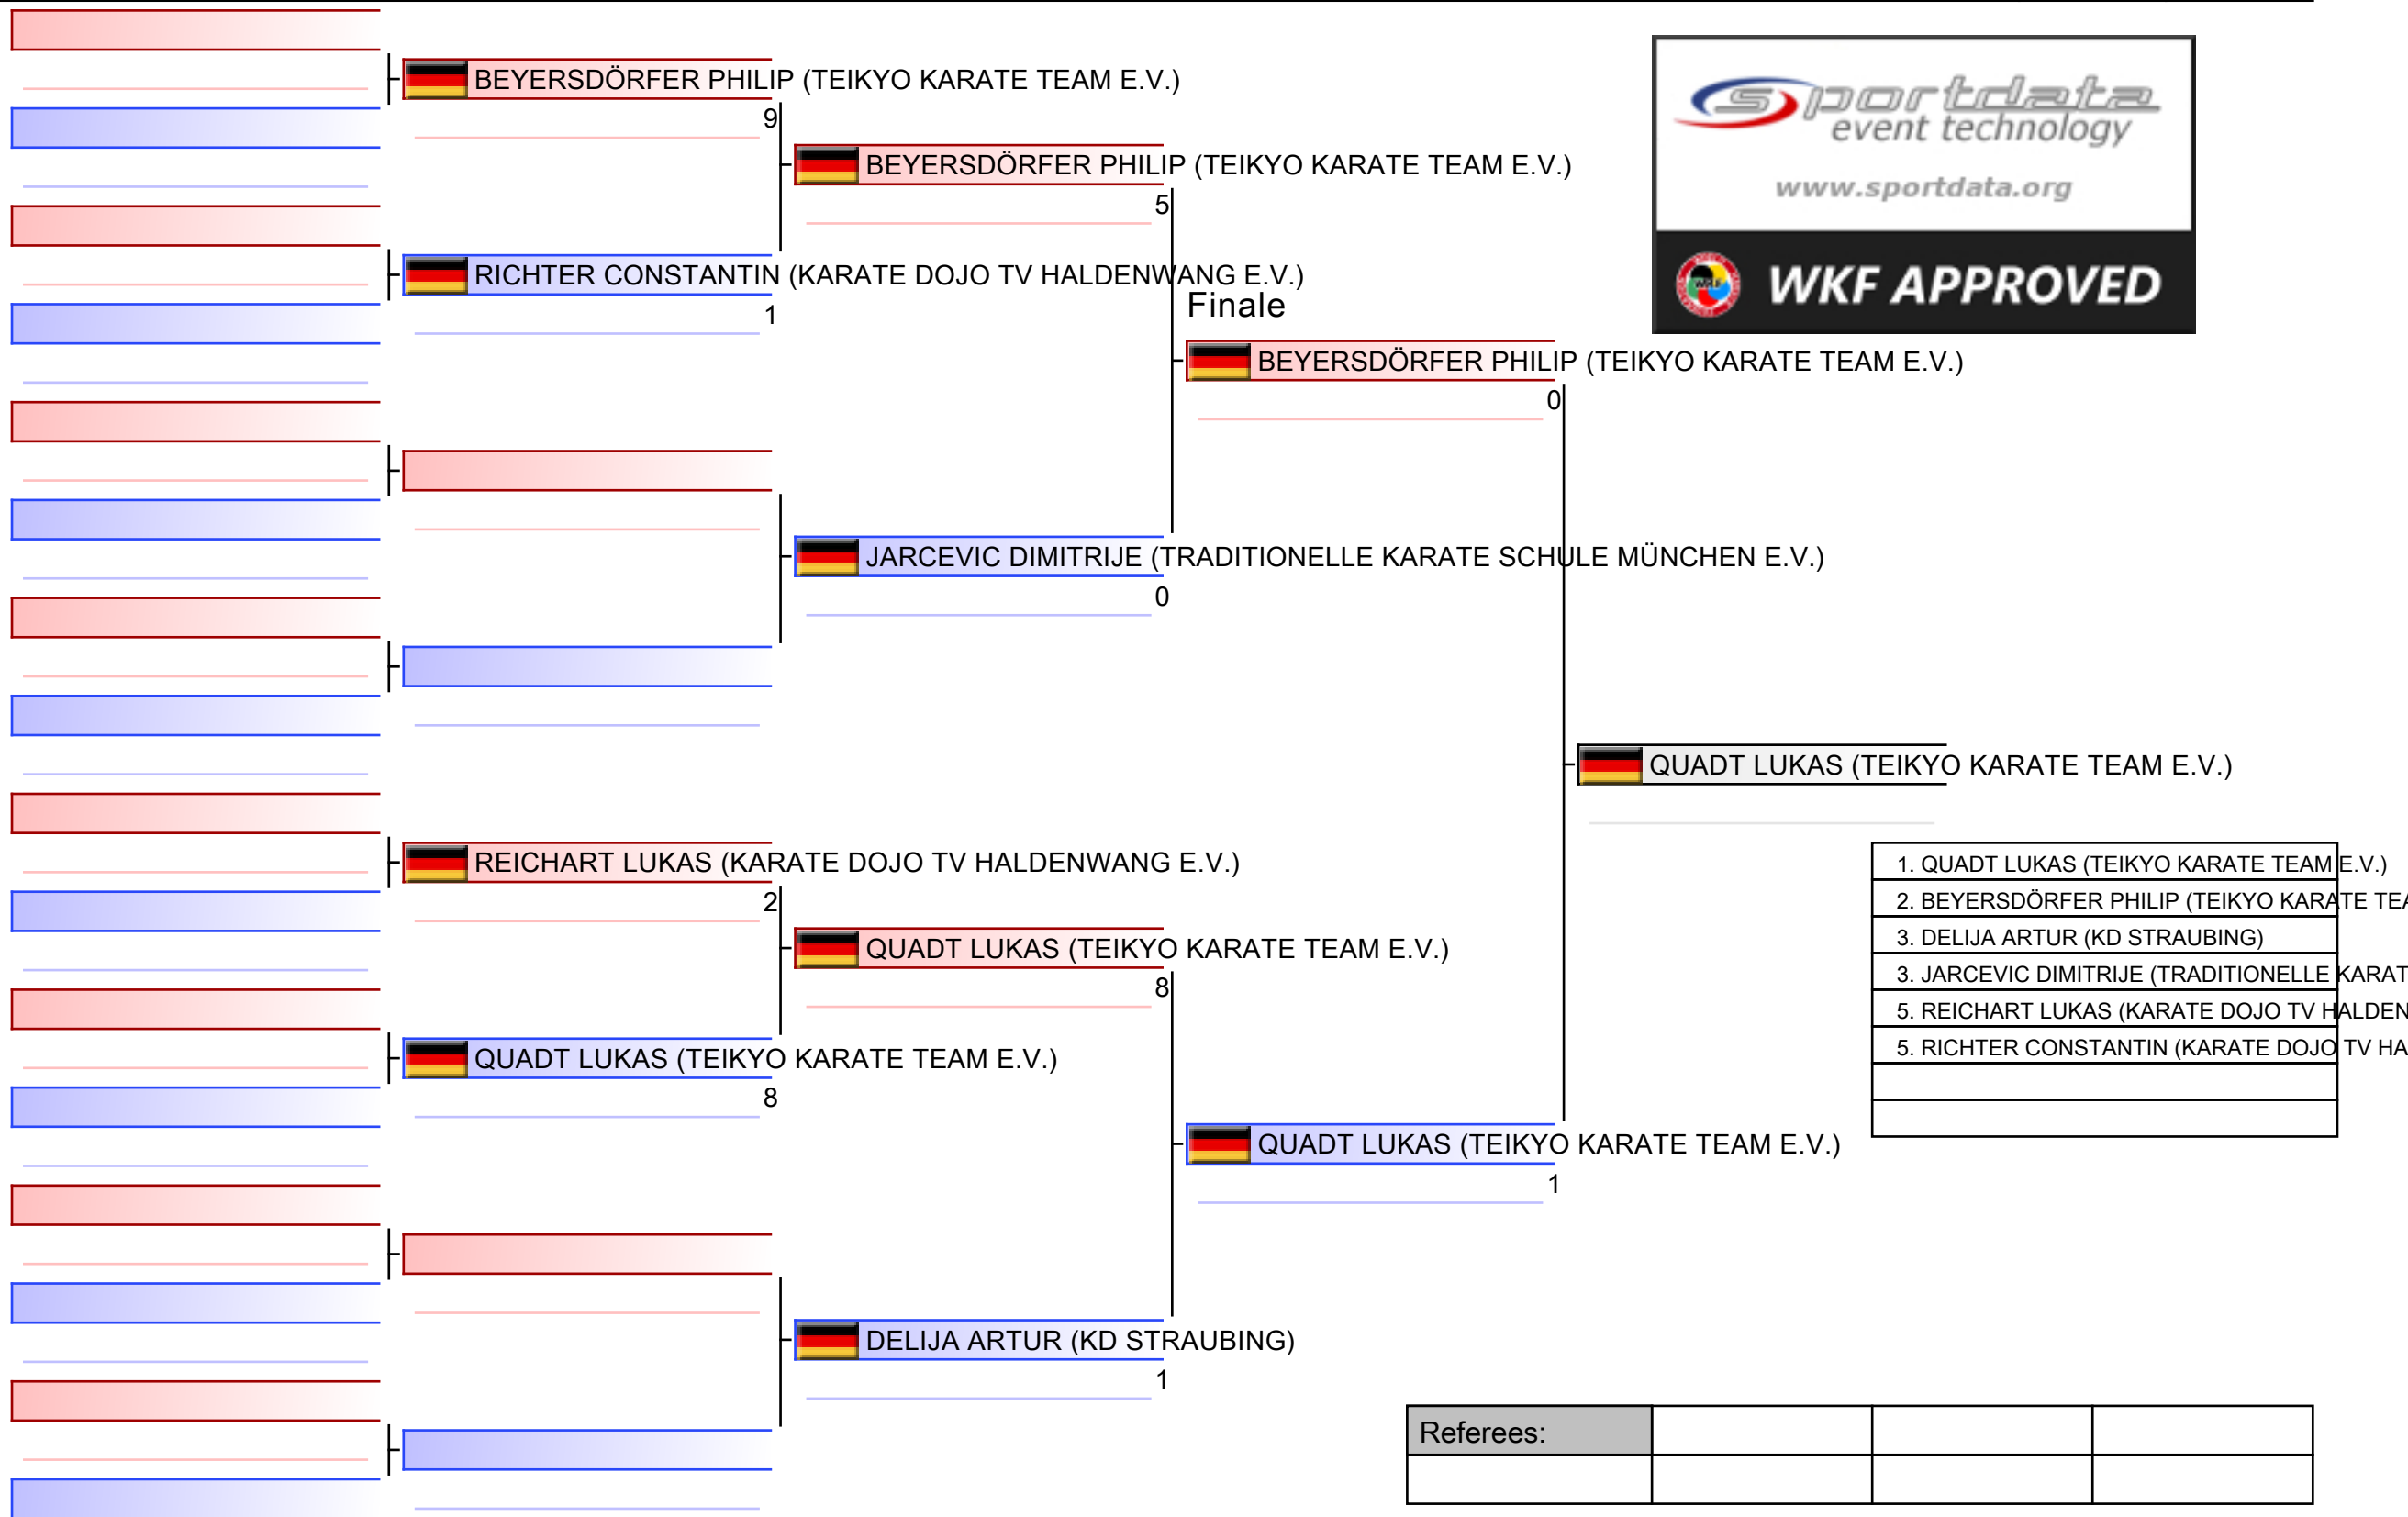 BEYERSDÖRFER PHILIP (TEIKYO KARATE TEAM E.V.)
9
BEYERSDÖRFER PHILIP (TEIKYO KARATE TEAM E.V.)
5
RICHTER CONSTANTIN (KARATE DOJO TV HALDENWANG E.V.)
1
Finale
BEYERSDÖRFER PHILIP (TEIKYO KARATE TEAM E.V.)
0
JARCEVIC DIMITRIJE (TRADITIONELLE KARATE SCHULE MÜNCHEN E.V.)
0
QUADT LUKAS (TEIKYO KARATE TEAM E.V.)
REICHART LUKAS (KARATE DOJO TV HALDENWANG E.V.)
2
QUADT LUKAS (TEIKYO KARATE TEAM E.V.)
8
QUADT LUKAS (TEIKYO KARATE TEAM E.V.)
8
QUADT LUKAS (TEIKYO KARATE TEAM E.V.)
1
DELIJA ARTUR (KD STRAUBING)
1
sportdata
event technology
www.sportdata.org
WKF
WKF APPROVED
1. QUADT LUKAS (TEIKYO KARATE TEAM E.V.)
2. BEYERSDÖRFER PHILIP (TEIKYO KARATE TEA
3. DELIJA ARTUR (KD STRAUBING)
3. JARCEVIC DIMITRIJE (TRADITIONELLE KARAT
5. REICHART LUKAS (KARATE DOJO TV HALDEN
5. RICHTER CONSTANTIN (KARATE DOJO TV HA
Referees: